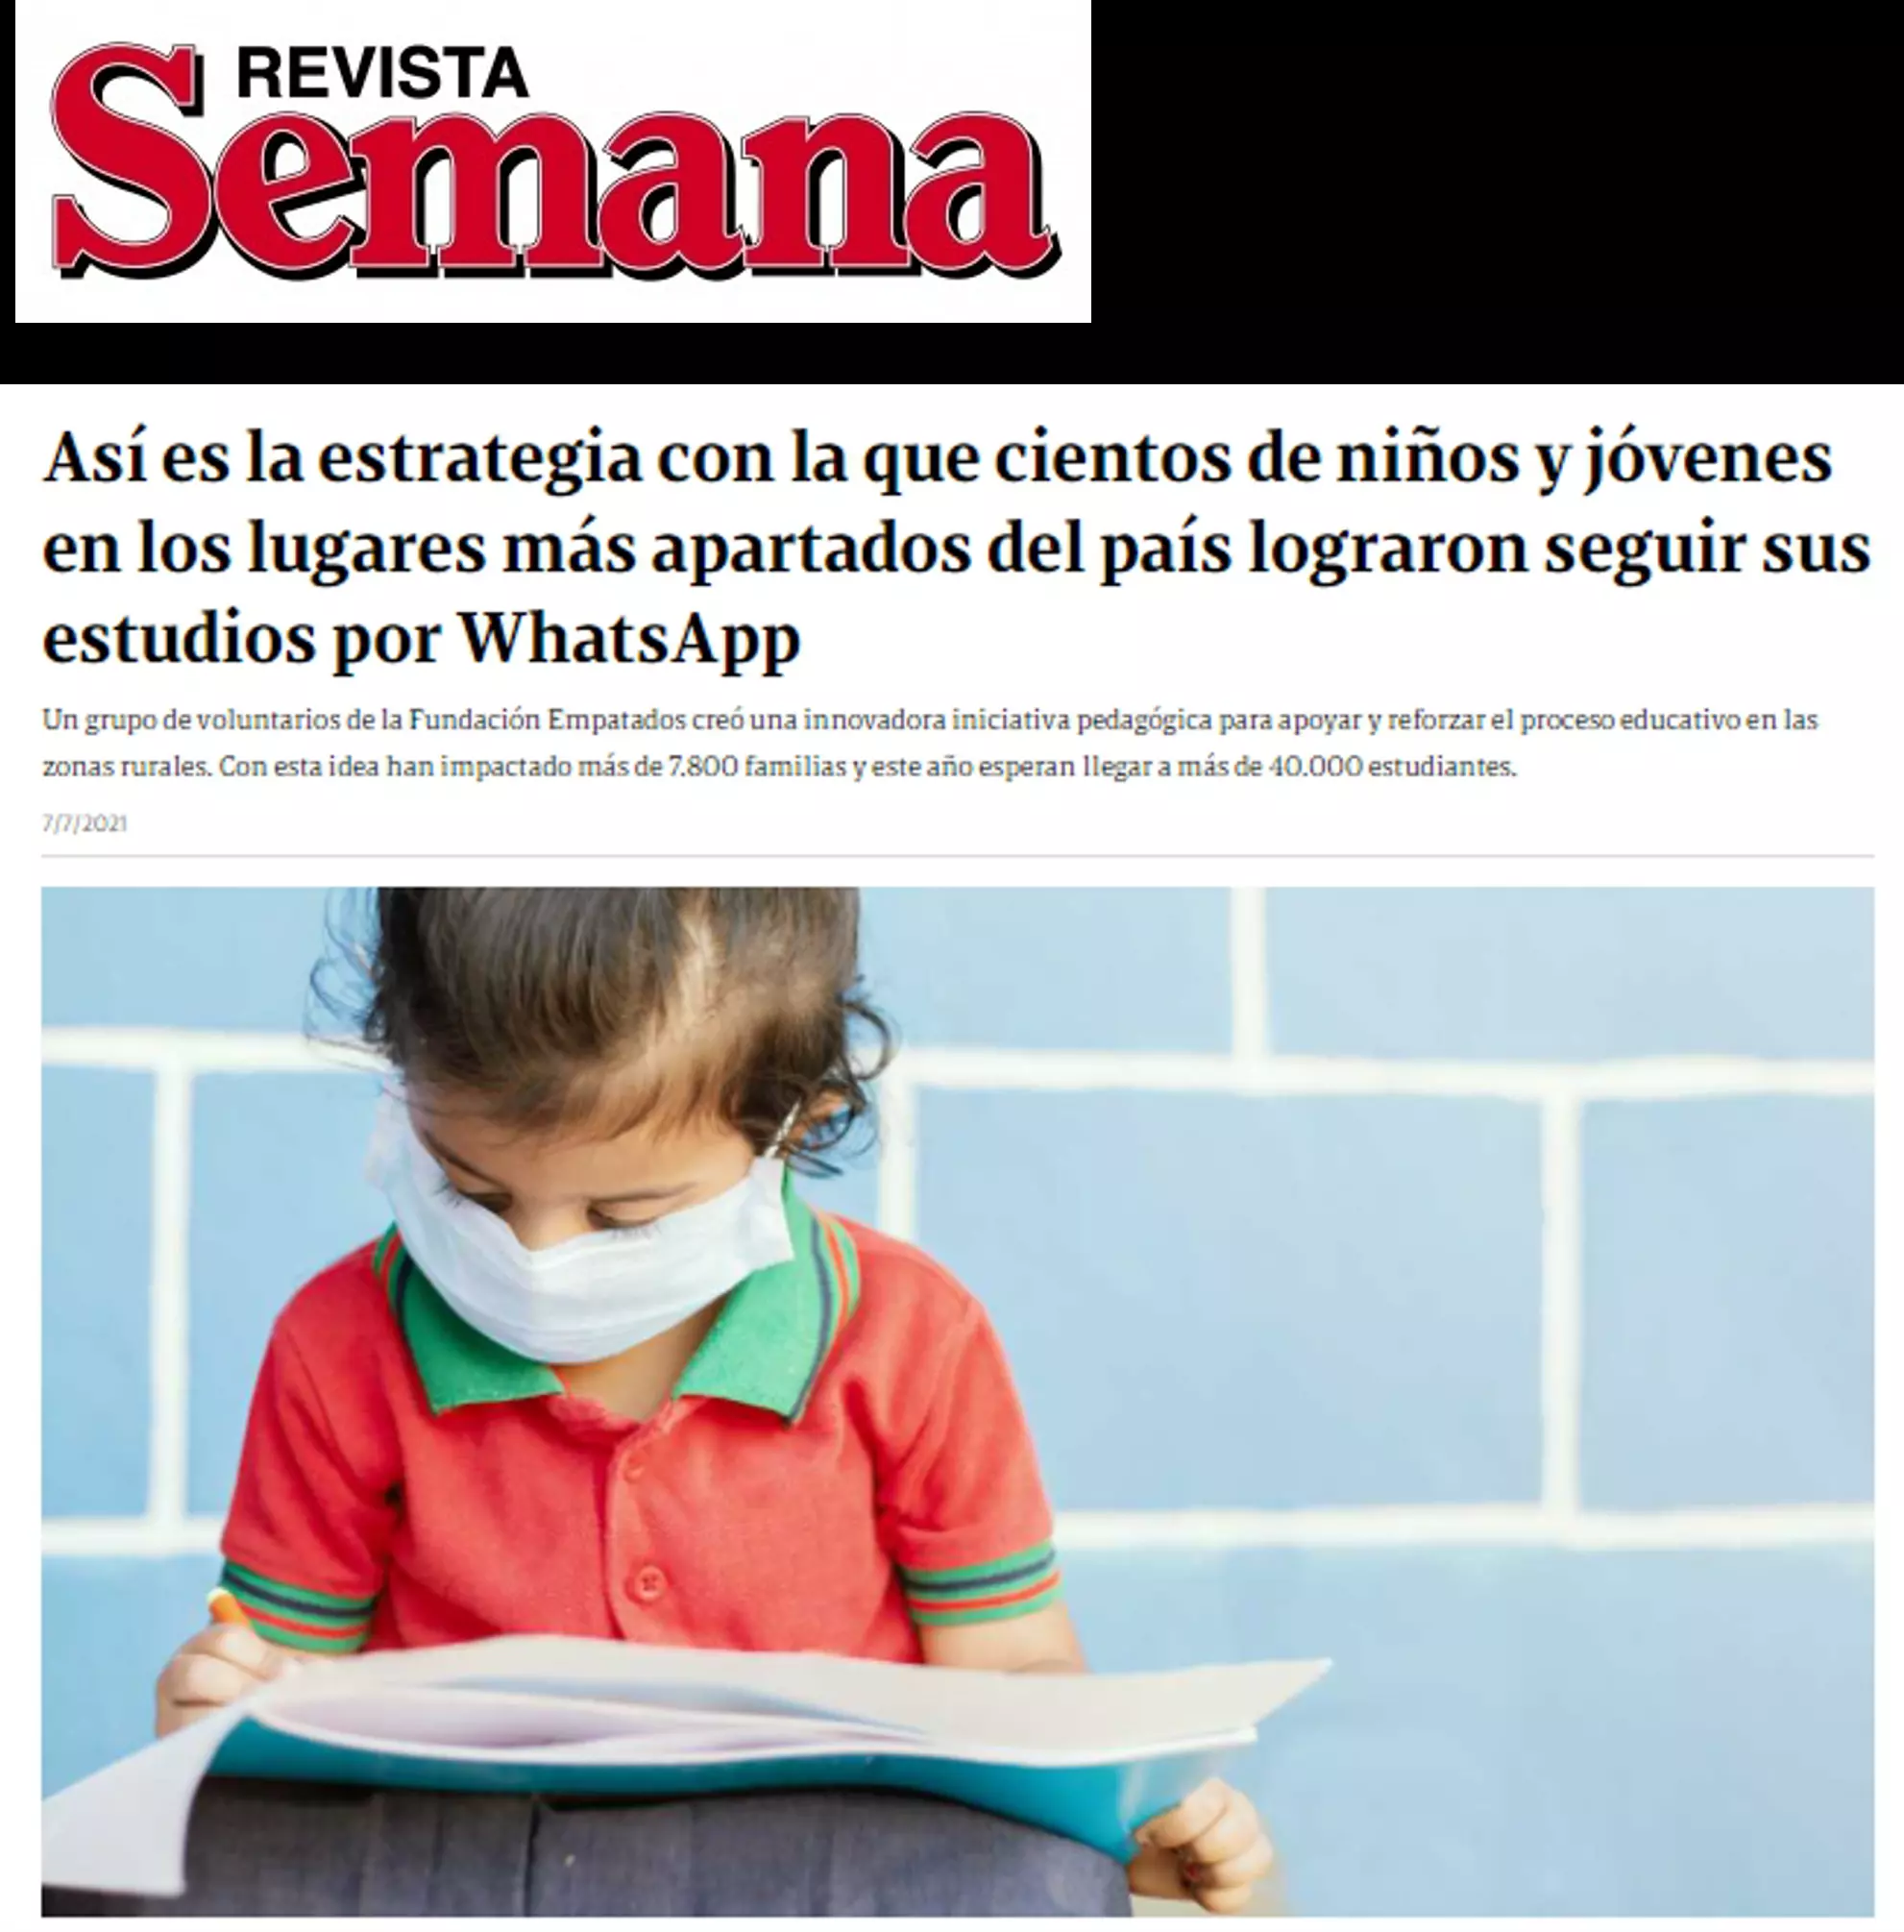 REVISTA
Semana
Así es la estrategia con la que cientos de niños y jóvenes
en los lugares más apartados del país lograron seguir sus
estudios por WhatsApp
Un grupo de voluntarios de la Fundación Empatados creó una innovadora iniciativa pedagógica para apoyar y reforzar el proceso educativo en las
zonas rurales. Con esta idea han impactado más de 7.800 familias y este año esperan llegar a más de 40.000 estudiantes.
7/7/2021